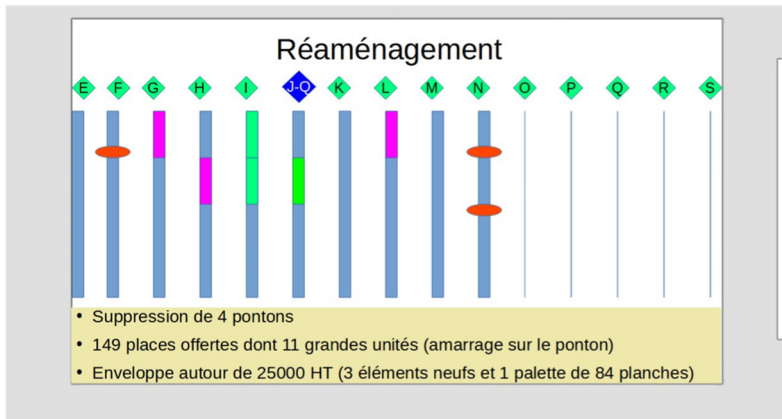 Réaménagement
E F G H I J-Q K L M N O P Q R S
• Suppression de 4 pontons
• 149 places offertes dont 11 grandes unités (amarrage sur le ponton)
• Enveloppe autour de 25000 HT (3 éléments neufs et 1 palette de 84 planches)